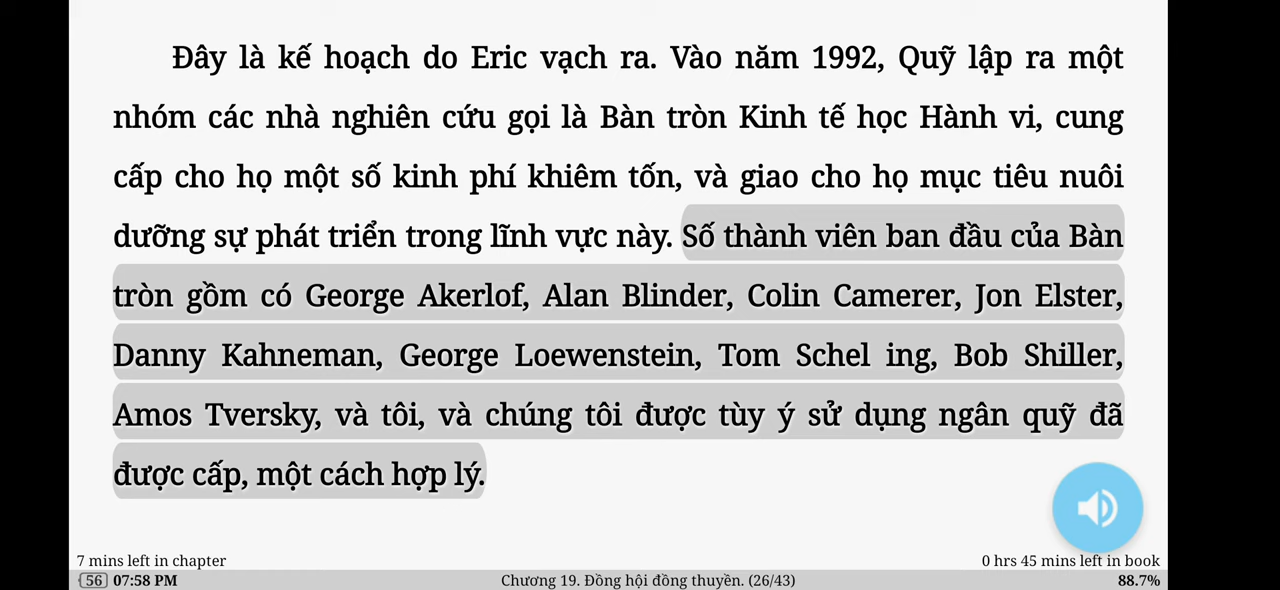 Đây là kế hoạch do Eric vạch ra. Vào năm 1992, Quỹ lập ra một
nhóm các nhà nghiên cứu gọi là Bàn tròn Kinh tế học Hành vi, cung
cấp cho họ một số kinh phí khiêm tốn, và giao cho họ mục tiêu nuôi
dưỡng sự phát triển trong lĩnh vực này. Số thành viên ban đầu của Bàn
tròn gồm có George Akerlof, Alan Blinder, Colin Camerer, Jon Elster,
Danny Kahneman, George Loewenstein, Tom Schel ing, Bob Shiller,
Amos Tversky, và tôi, và chúng tôi được tùy ý sử dụng ngân quỹ đã
được cấp, một cách hợp lý.
7 mins left in chapter 0 hrs 45 mins left in book
56 07:58 PM Chương 19. Đồng hội đồng thuyền. (26/43) 88.7%